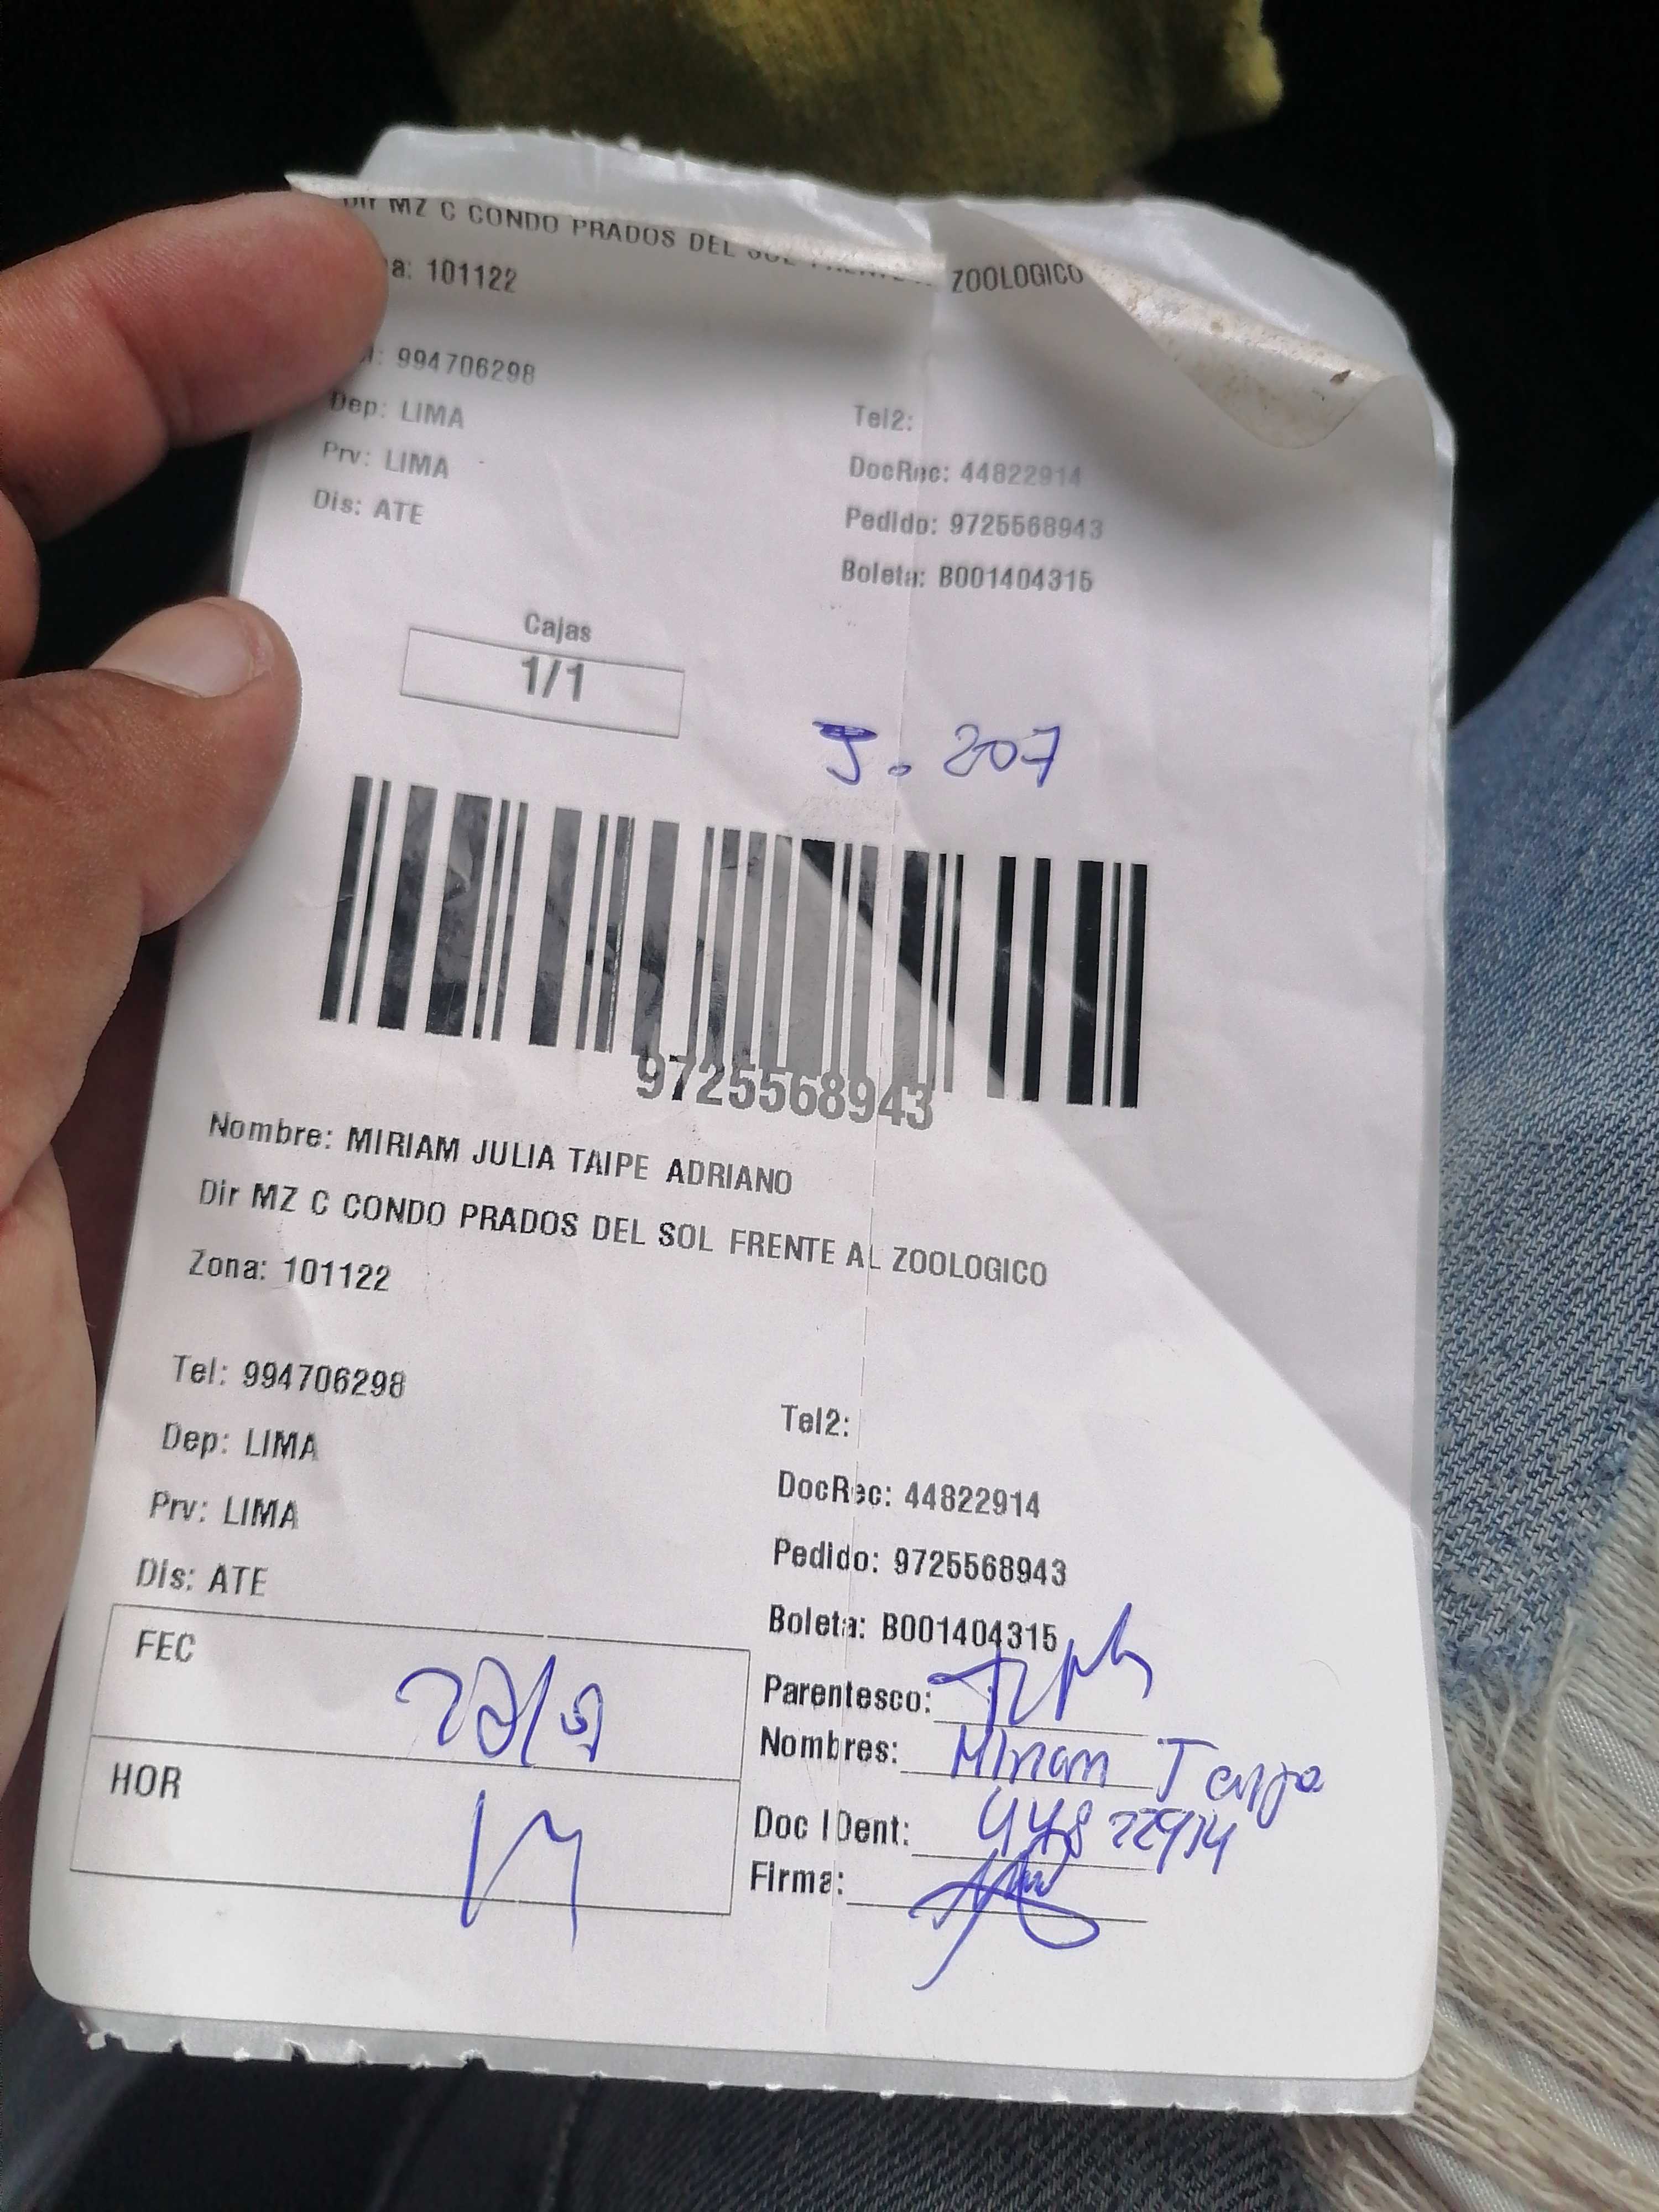 Dir MZ C CONDO PRADOS DEL SOL ZOOLOGICO
a: 101122
: 994706298
Dep: LIMA
Tel2:
Prv: LIMA
DocRec: 44822914
Dis: ATE
Pedido: 9725568943
Boleta: B001404315
Cajas
1/1
J. 207
9725568943
Nombre: MIRIAM JULIA TAIPE ADRIANO
Dir MZ C CONDO PRADOS DEL SOL FRENTE AL ZOOLOGICO
Zona: 101122
Tel: 994706298
Tel2:
Dep: LIMA
DocRec: 44822914
Prv: LIMA
Pedido: 9725568943
Dis: ATE
Boleta: B001404315
FEC
Parentesco:
Nombres: Miriam
HOR
Doc IDent: 44822914
Firma: